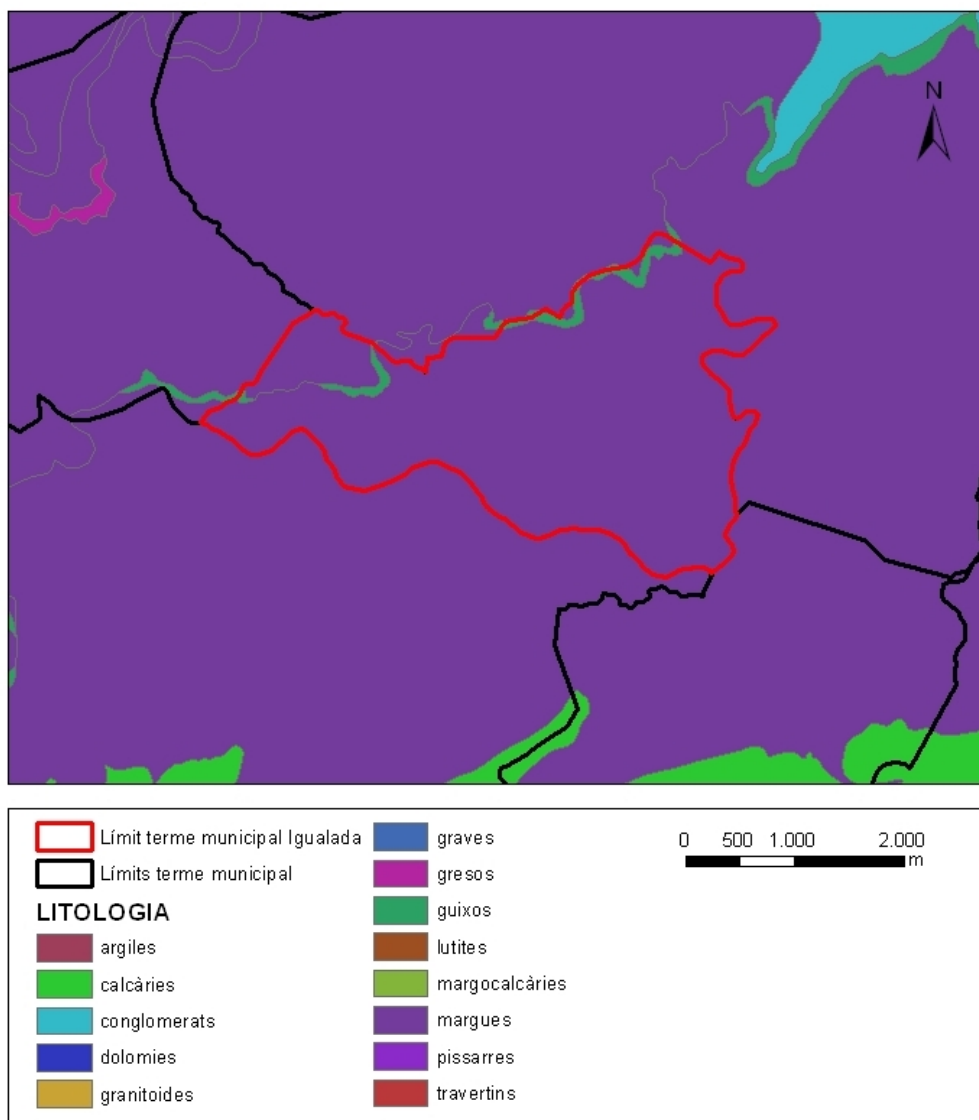 N
Límit terme municipal Igualada
Límits terme municipal
LITOLOGIA
argiles
calcàries
conglomerats
dolomies
granitoides
graves
gresos
guixos
lutites
margocalcàries
margues
pissarres
travertins
0 500 1.000 2.000
m